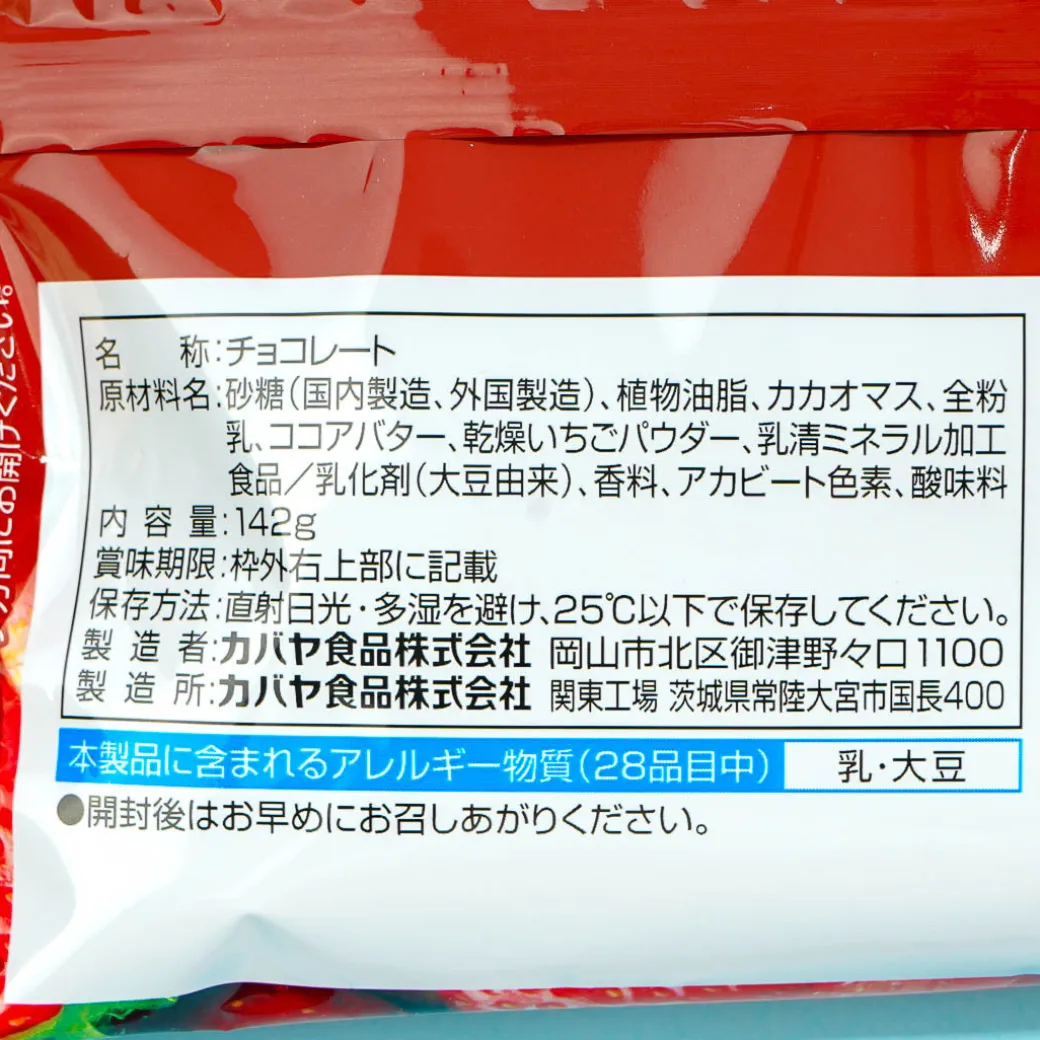 名称:チョコレート
原材料名:砂糖(国内製造、外国製造)、植物油脂、カカオマス、全粉
乳、ココアバター、乾燥いちごパウダー、乳清ミネラル加工
食品/乳化剤(大豆由来)、香料、アカビート色素、酸味料
内容量:142g
賞味期限:枠外右上部に記載
保存方法:直射日光・多湿を避け、25℃以下で保存してください。
製造者:カバヤ食品株式会社 岡山市北区御津野々口1100
製造所:カバヤ食品株式会社 関東工場 茨城県常陸大宮市国長400
本製品に含まれるアレルギー物質(28品目中) 乳・大豆
●開封後はお早めにお召しあがりください。
方向にお開けください。